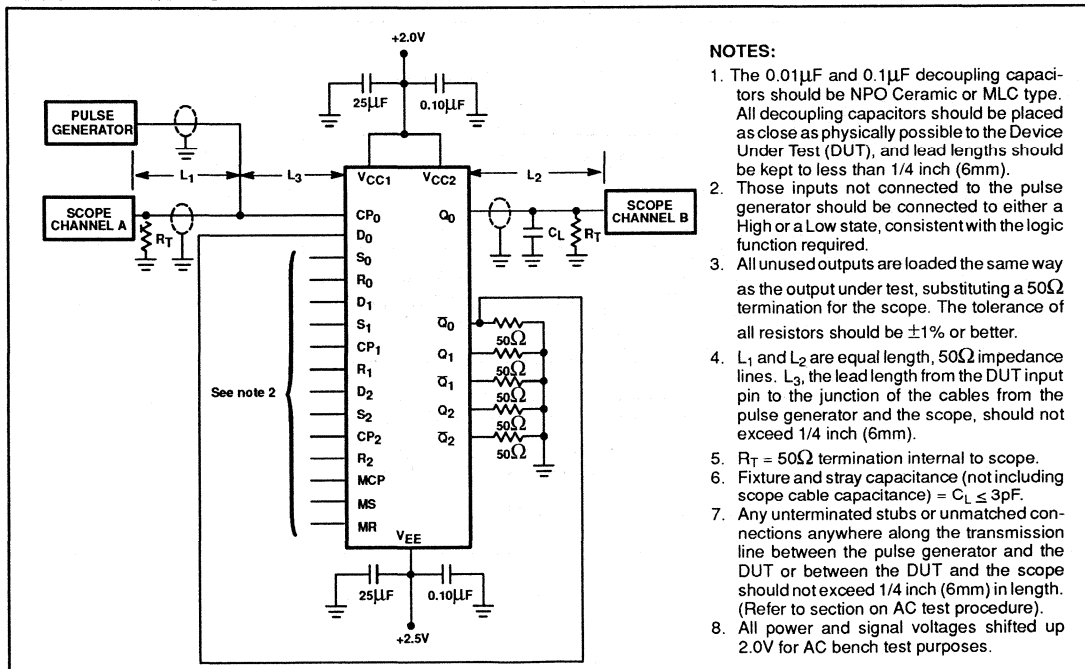 +2.0V
25μF
0.10μF
PULSE
GENERATOR
L1
L3
L2
VCC1
VCC2
SCOPE
CHANNEL A
RT
CP0
D0
S0
R0
D1
S1
CP1
R1
D2
S2
CP2
R2
MCP
MS
MR
See note 2
Q0
CL
RT
SCOPE
CHANNEL B
Q̅0
50Ω
Q1
50Ω
Q̅1
50Ω
Q2
50Ω
Q̅2
50Ω
VEE
25μF
0.10μF
+2.5V
NOTES:
1. The 0.01μF and 0.1μF decoupling capaci-
tors should be NPO Ceramic or MLC type.
All decoupling capacitors should be placed
as close as physically possible to the Device
Under Test (DUT), and lead lengths should
be kept to less than 1/4 inch (6mm).
2. Those inputs not connected to the pulse
generator should be connected to either a
High or a Low state, consistent with the logic
function required.
3. All unused outputs are loaded the same way
as the output under test, substituting a 50Ω
termination for the scope. The tolerance of
all resistors should be ±1% or better.
4. L1 and L2 are equal length, 50Ω impedance
lines. L3, the lead length from the DUT input
pin to the junction of the cables from the
pulse generator and the scope, should not
exceed 1/4 inch (6mm).
5. RT = 50Ω termination internal to scope.
6. Fixture and stray capacitance (not including
scope cable capacitance) = CL ≤ 3pF.
7. Any unterminated stubs or unmatched con-
nections anywhere along the transmission
line between the pulse generator and the
DUT or between the DUT and the scope
should not exceed 1/4 inch (6mm) in length.
(Refer to section on AC test procedure).
8. All power and signal voltages shifted up
2.0V for AC bench test purposes.